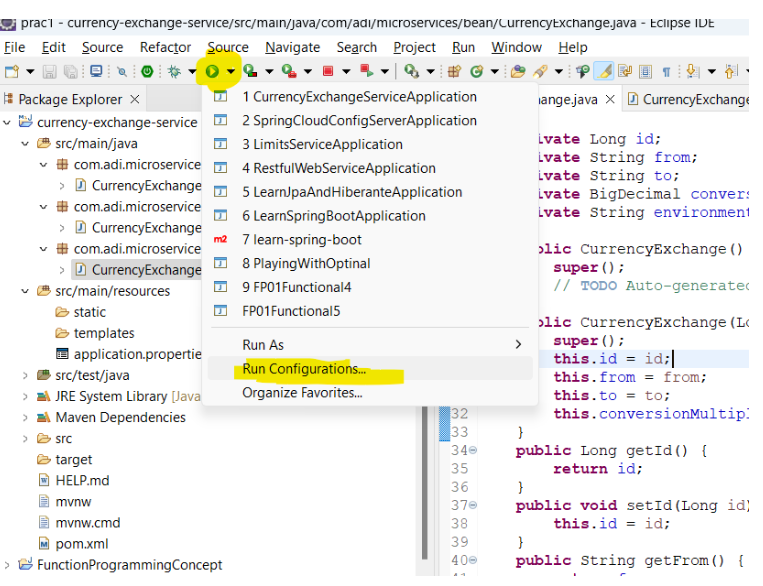 prac1 - currency-exchange-service/src/main/java/com/adi/microservices/bean/CurrencyExchange.java - Eclipse IDE
File Edit Source Refactor Source Navigate Search Project Run Window Help
Package Explorer
currency-exchange-service
src/main/java
com.adi.microservice
CurrencyExchange
com.adi.microservice
CurrencyExchange
com.adi.microservice
CurrencyExchange
src/main/resources
static
templates
application.propertie
src/test/java
JRE System Library [Java
Maven Dependencies
src
target
HELP.md
mvnw
mvnw.cmd
pom.xml
FunctionProgrammingConcept
1 CurrencyExchangeServiceApplication
2 SpringCloudConfigServerApplication
3 LimitsServiceApplication
4 RestfulWebServiceApplication
5 LearnJpaAndHiberanteApplication
6 LearnSpringBootApplication
m2 7 learn-spring-boot
8 PlayingWithOptinal
9 FP01Functional4
FP01Functional5
Run As
Run Configurations...
Organize Favorites...
ange.java CurrencyExchange
ivate Long id;
ivate String from;
ivate String to;
ivate BigDecimal convers
ivate String environment
blic CurrencyExchange()
super();
// TODO Auto-generated
blic CurrencyExchange(Lo
super();
this.id = id;
this.from = from;
this.to = to;
32 this.conversionMultipl
33 }
34 public Long getId() {
35 return id;
36 }
37 public void setId(Long id)
38 this.id = id;
39 }
40 public String getFrom() {